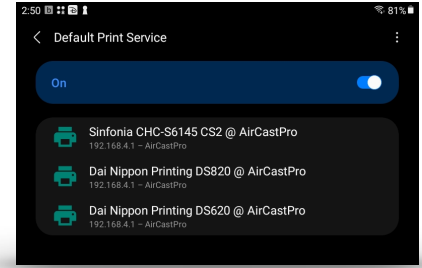 2:50 81%
Default Print Service
On
Sinfonia CHC-S6145 CS2 @ AirCastPro
192.168.4.1 – AirCastPro
Dai Nippon Printing DS820 @ AirCastPro
192.168.4.1 – AirCastPro
Dai Nippon Printing DS620 @ AirCastPro
192.168.4.1 – AirCastPro